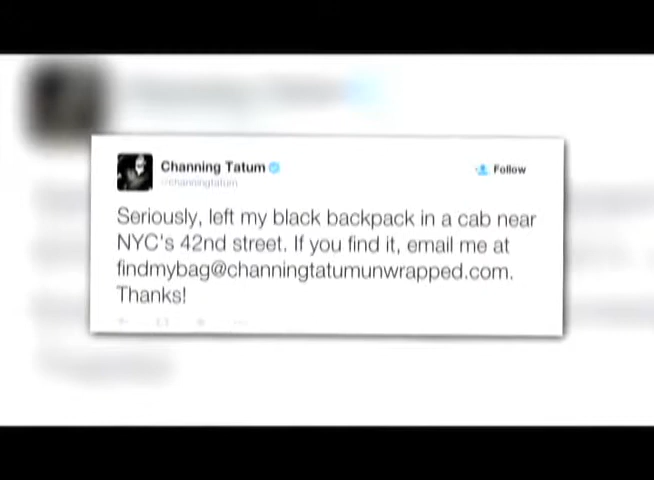 Channing Tatum
@channingtatum
Follow
Seriously, left my black backpack in a cab near
NYC's 42nd street. If you find it, email me at
findmybag@channingtatumunwrapped.com.
Thanks!